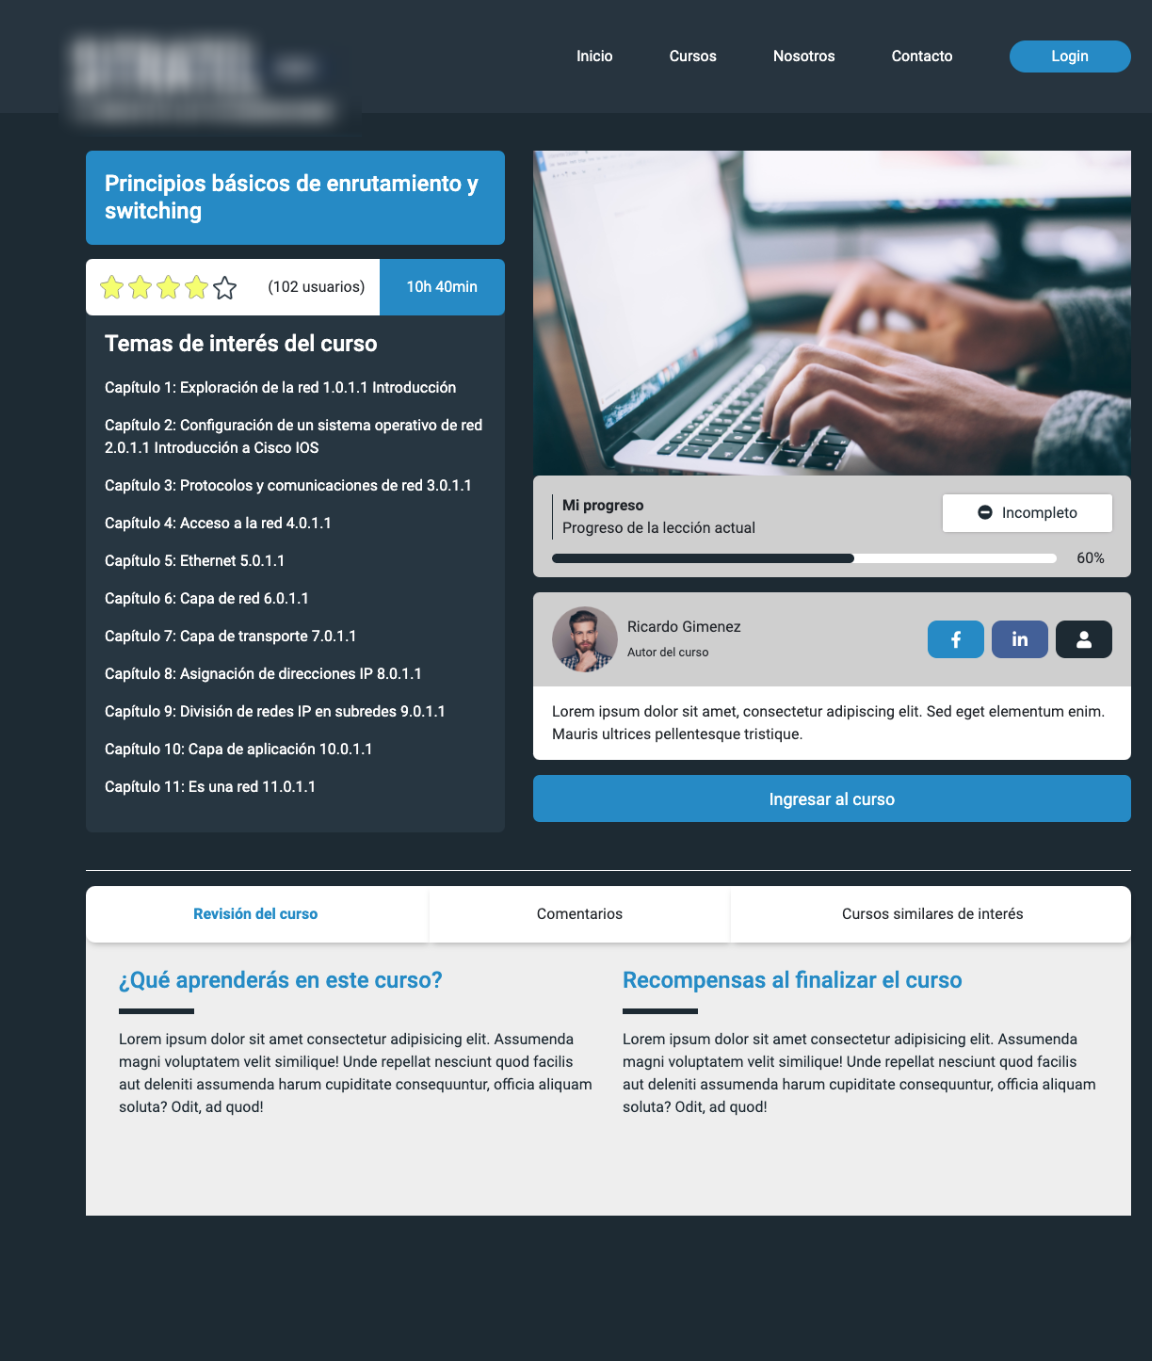 Inicio
Cursos
Nosotros
Contacto
Login
Principios básicos de enrutamiento y
switching
(102 usuarios)
10h 40min
Temas de interés del curso
Capítulo 1: Exploración de la red 1.0.1.1 Introducción
Capítulo 2: Configuración de un sistema operativo de red
2.0.1.1 Introducción a Cisco IOS
Capítulo 3: Protocolos y comunicaciones de red 3.0.1.1
Capítulo 4: Acceso a la red 4.0.1.1
Capítulo 5: Ethernet 5.0.1.1
Capítulo 6: Capa de red 6.0.1.1
Capítulo 7: Capa de transporte 7.0.1.1
Capítulo 8: Asignación de direcciones IP 8.0.1.1
Capítulo 9: División de redes IP en subredes 9.0.1.1
Capítulo 10: Capa de aplicación 10.0.1.1
Capítulo 11: Es una red 11.0.1.1
Mi progreso
Progreso de la lección actual
Incompleto
60%
Ricardo Gimenez
Autor del curso
Lorem ipsum dolor sit amet, consectetur adipiscing elit. Sed eget elementum enim.
Mauris ultrices pellentesque tristique.
Ingresar al curso
Revisión del curso
Comentarios
Cursos similares de interés
¿Qué aprenderás en este curso?
Lorem ipsum dolor sit amet consectetur adipisicing elit. Assumenda
magni voluptatem velit similique! Unde repellat nesciunt quod facilis
aut deleniti assumenda harum cupiditate consequuntur, officia aliquam
soluta? Odit, ad quod!
Recompensas al finalizar el curso
Lorem ipsum dolor sit amet consectetur adipisicing elit. Assumenda
magni voluptatem velit similique! Unde repellat nesciunt quod facilis
aut deleniti assumenda harum cupiditate consequuntur, officia aliquam
soluta? Odit, ad quod!